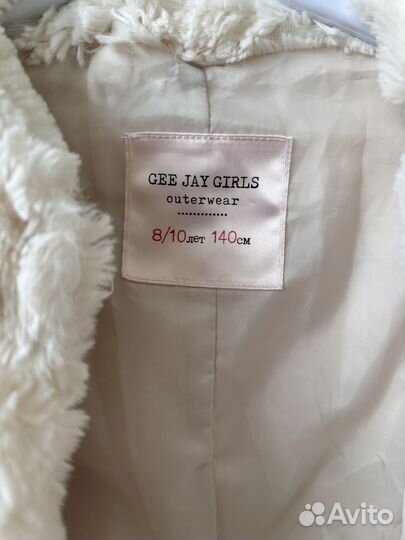 GEE JAY GIRLS
outerwear
8/10лет 140см
Avito